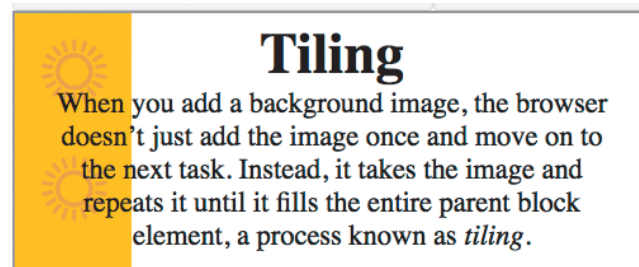 Tiling
When you add a background image, the browser
doesn’t just add the image once and move on to
the next task. Instead, it takes the image and
repeats it until it fills the entire parent block
element, a process known as tiling.